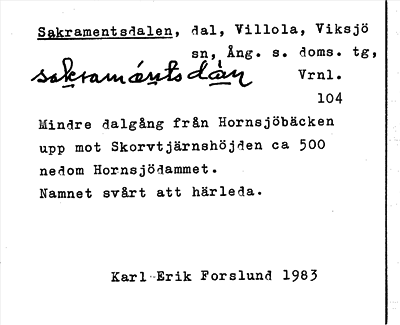 Sakramentsdalen, dal, Villola, Viksjö
sn, Ång. s. doms. tg,
sakramántsdàn Vrnl.
104
Mindre dalgång från Hornsjöbäcken
upp mot Skorvtjärnshöjden ca 500
nedom Hornsjödammet.
Namnet svårt att härleda.
Karl-Erik Forslund 1983